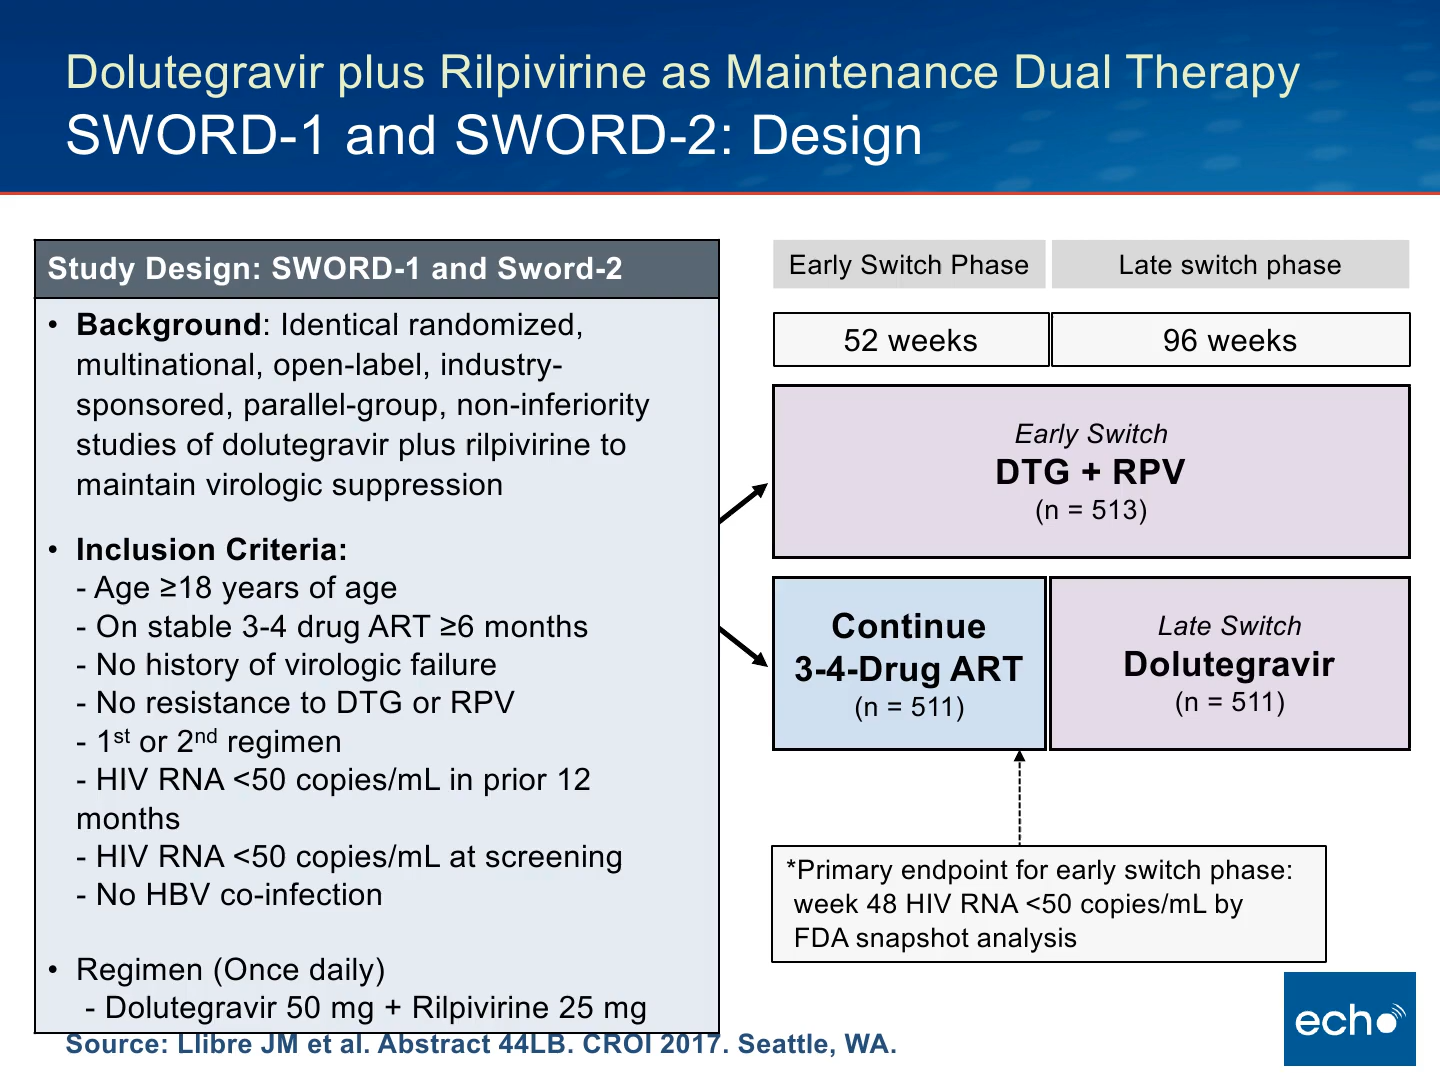 Dolutegravir plus Rilpivirine as Maintenance Dual Therapy
SWORD-1 and SWORD-2: Design
Study Design: SWORD-1 and Sword-2
• Background: Identical randomized,
multinational, open-label, industry-
sponsored, parallel-group, non-inferiority
studies of dolutegravir plus rilpivirine to
maintain virologic suppression
• Inclusion Criteria:
- Age ≥18 years of age
- On stable 3-4 drug ART ≥6 months
- No history of virologic failure
- No resistance to DTG or RPV
- 1st or 2nd regimen
- HIV RNA <50 copies/mL in prior 12
months
- HIV RNA <50 copies/mL at screening
- No HBV co-infection
• Regimen (Once daily)
- Dolutegravir 50 mg + Rilpivirine 25 mg
Early Switch Phase
Late switch phase
52 weeks
96 weeks
Early Switch
DTG + RPV
(n = 513)
Continue
3-4-Drug ART
(n = 511)
Late Switch
Dolutegravir
(n = 511)
*Primary endpoint for early switch phase:
week 48 HIV RNA <50 copies/mL by
FDA snapshot analysis
Source: Llibre JM et al. Abstract 44LB. CROI 2017. Seattle, WA.
echo